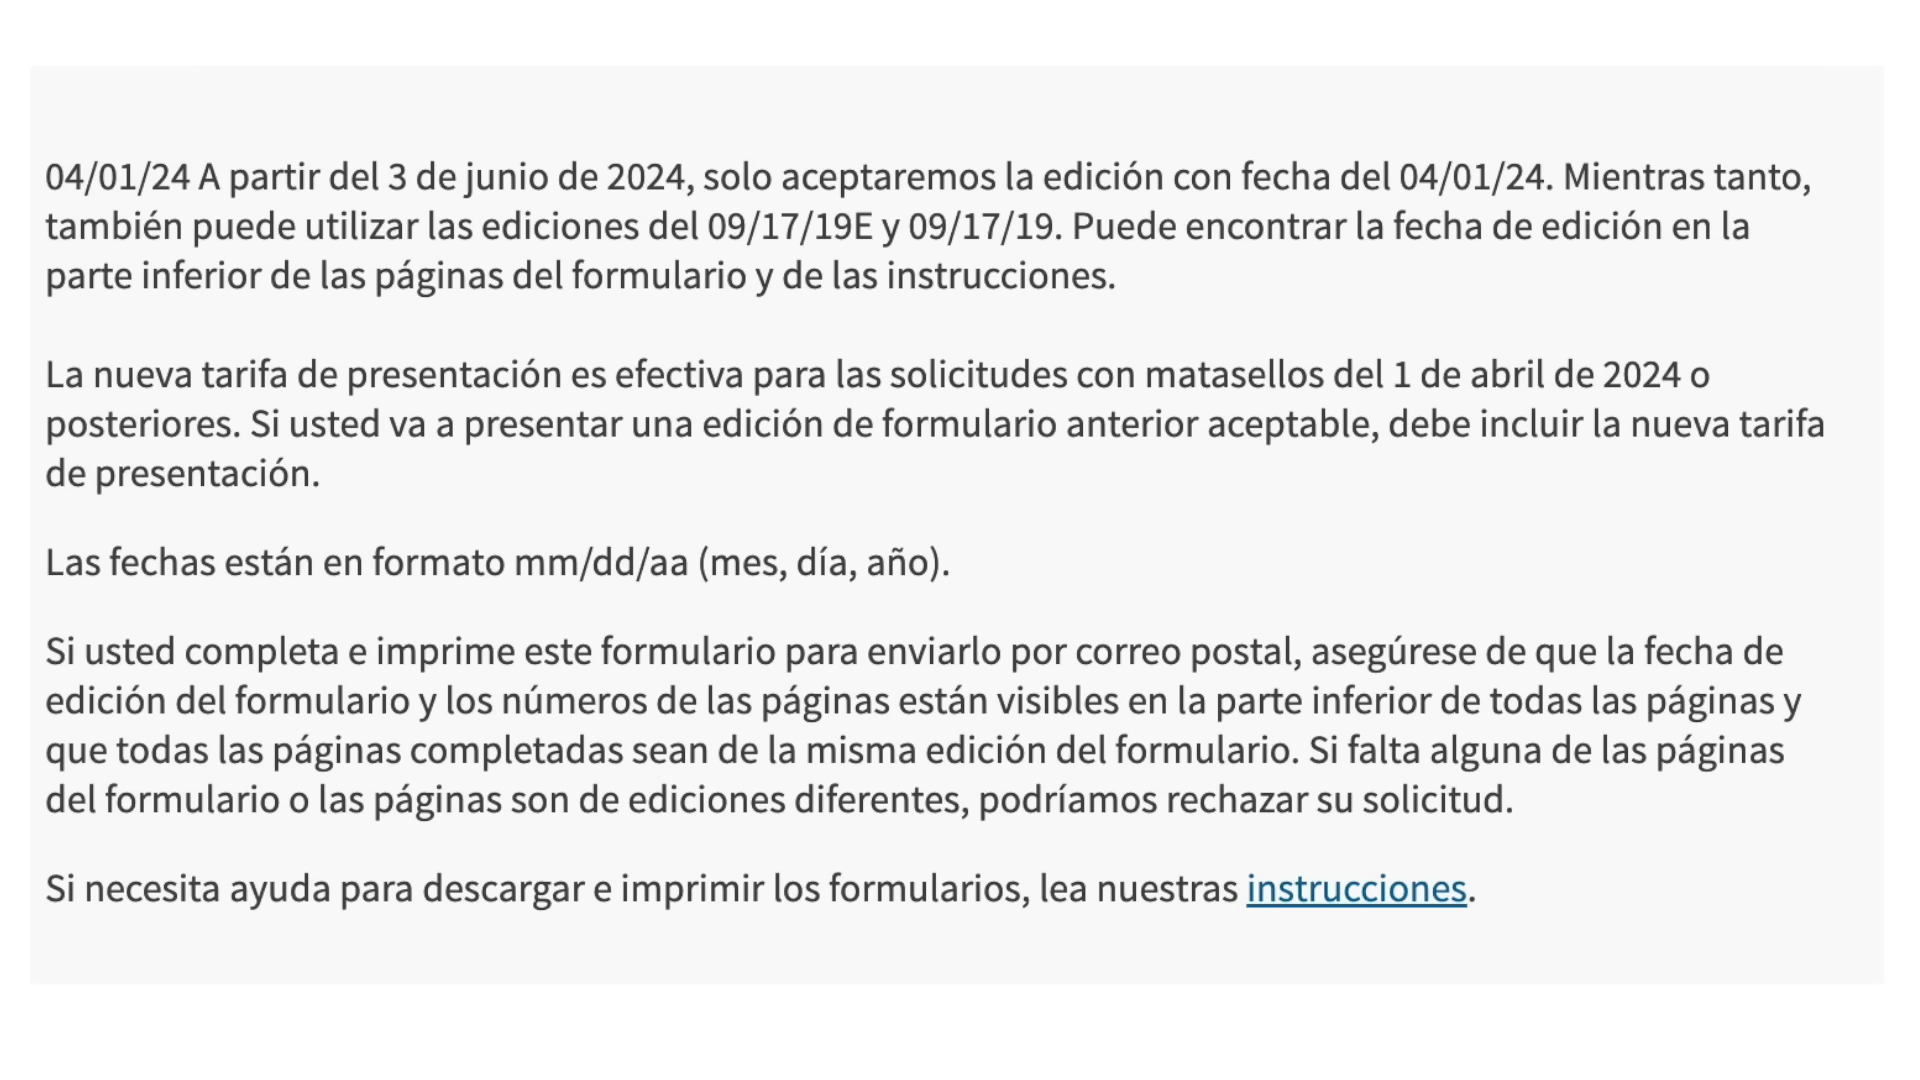 04/01/24 A partir del 3 de junio de 2024, solo aceptaremos la edición con fecha del 04/01/24. Mientras tanto,
también puede utilizar las ediciones del 09/17/19E y 09/17/19. Puede encontrar la fecha de edición en la
parte inferior de las páginas del formulario y de las instrucciones.
La nueva tarifa de presentación es efectiva para las solicitudes con matasellos del 1 de abril de 2024 o
posteriores. Si usted va a presentar una edición de formulario anterior aceptable, debe incluir la nueva tarifa
de presentación.
Las fechas están en formato mm/dd/aa (mes, día, año).
Si usted completa e imprime este formulario para enviarlo por correo postal, asegúrese de que la fecha de
edición del formulario y los números de las páginas están visibles en la parte inferior de todas las páginas y
que todas las páginas completadas sean de la misma edición del formulario. Si falta alguna de las páginas
del formulario o las páginas son de ediciones diferentes, podríamos rechazar su solicitud.
Si necesita ayuda para descargar e imprimir los formularios, lea nuestras instrucciones.